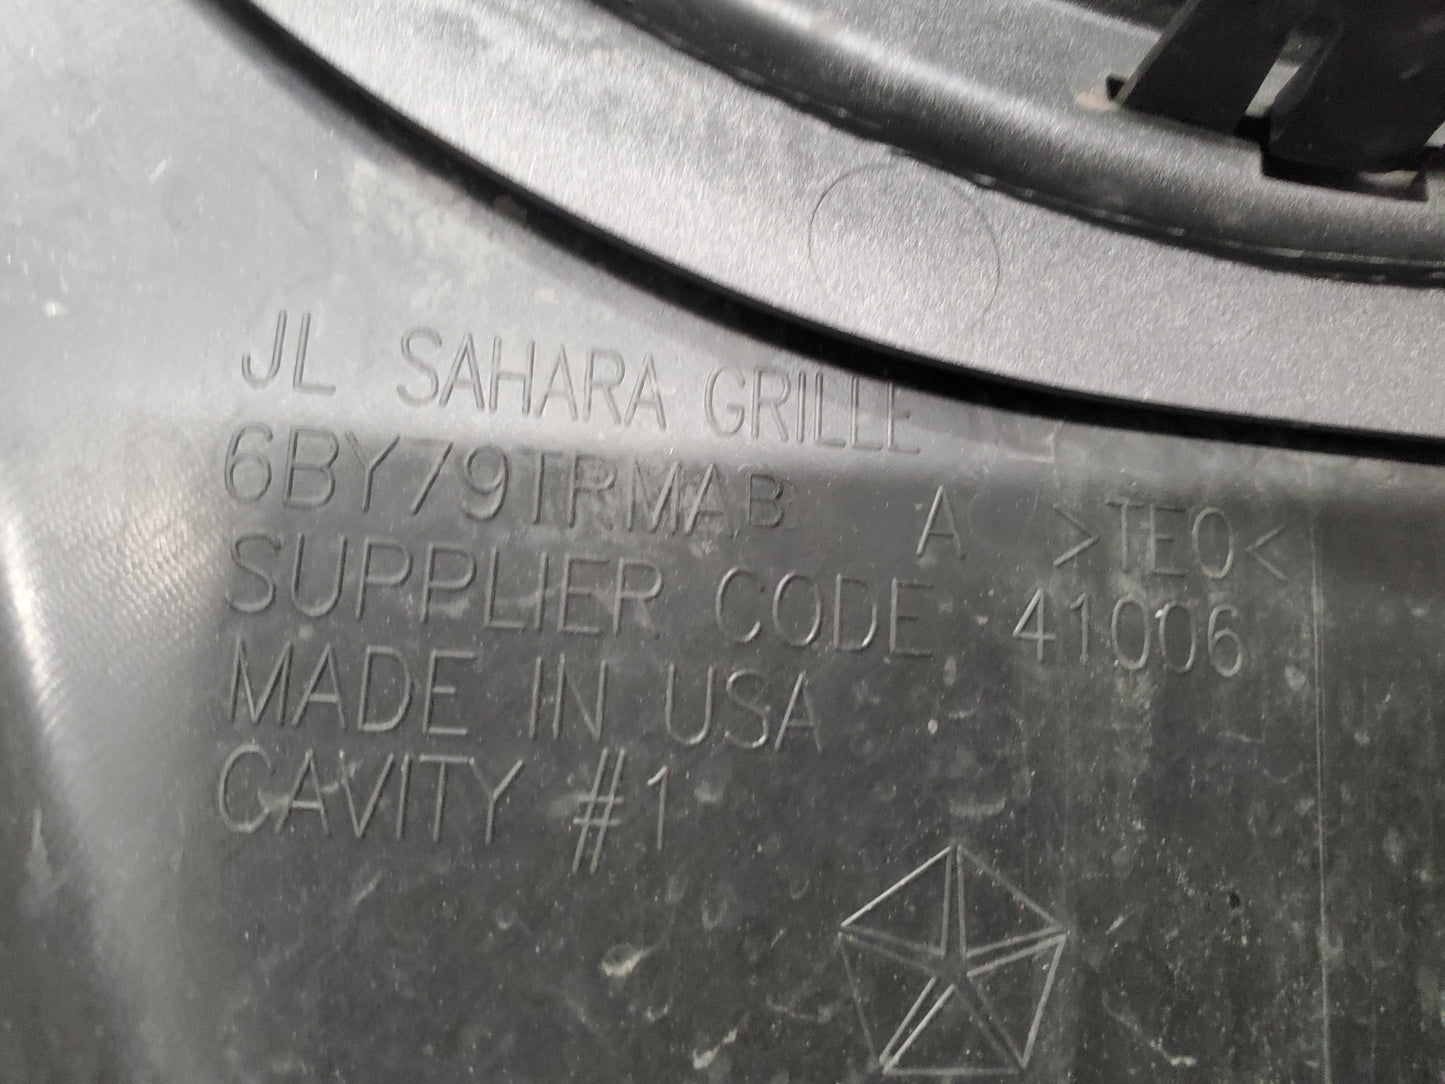 JL SAHARA GRILLE
6BY79TRMAB A >TEO<
SUPPLIER CODE 41006
MADE IN USA
CAVITY #1